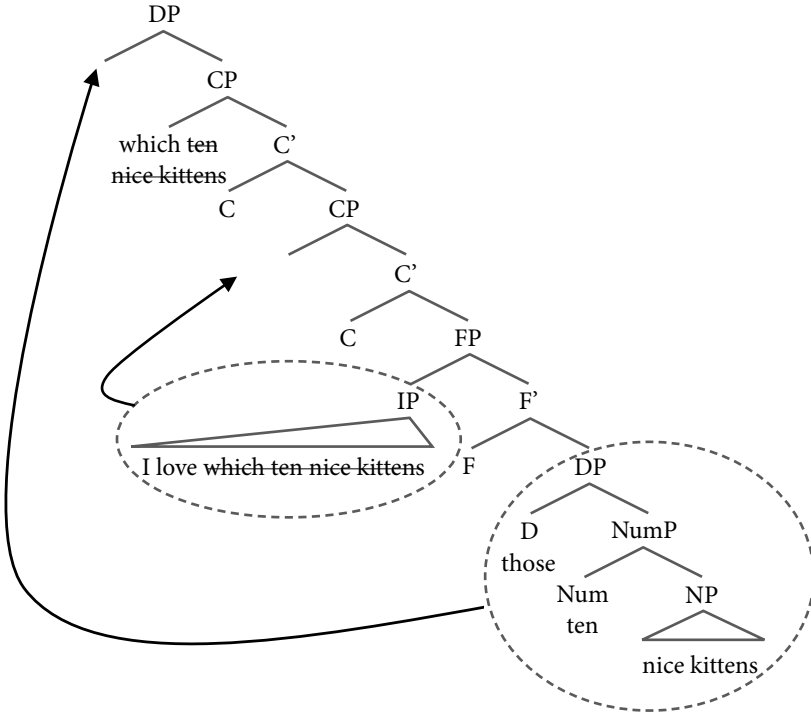 DP
CP
which ten
C’
nice kittens
C
CP
C’
C
FP
IP
F’
I love which ten nice kittens
F
DP
D
NumP
those
Num
NP
ten
nice kittens